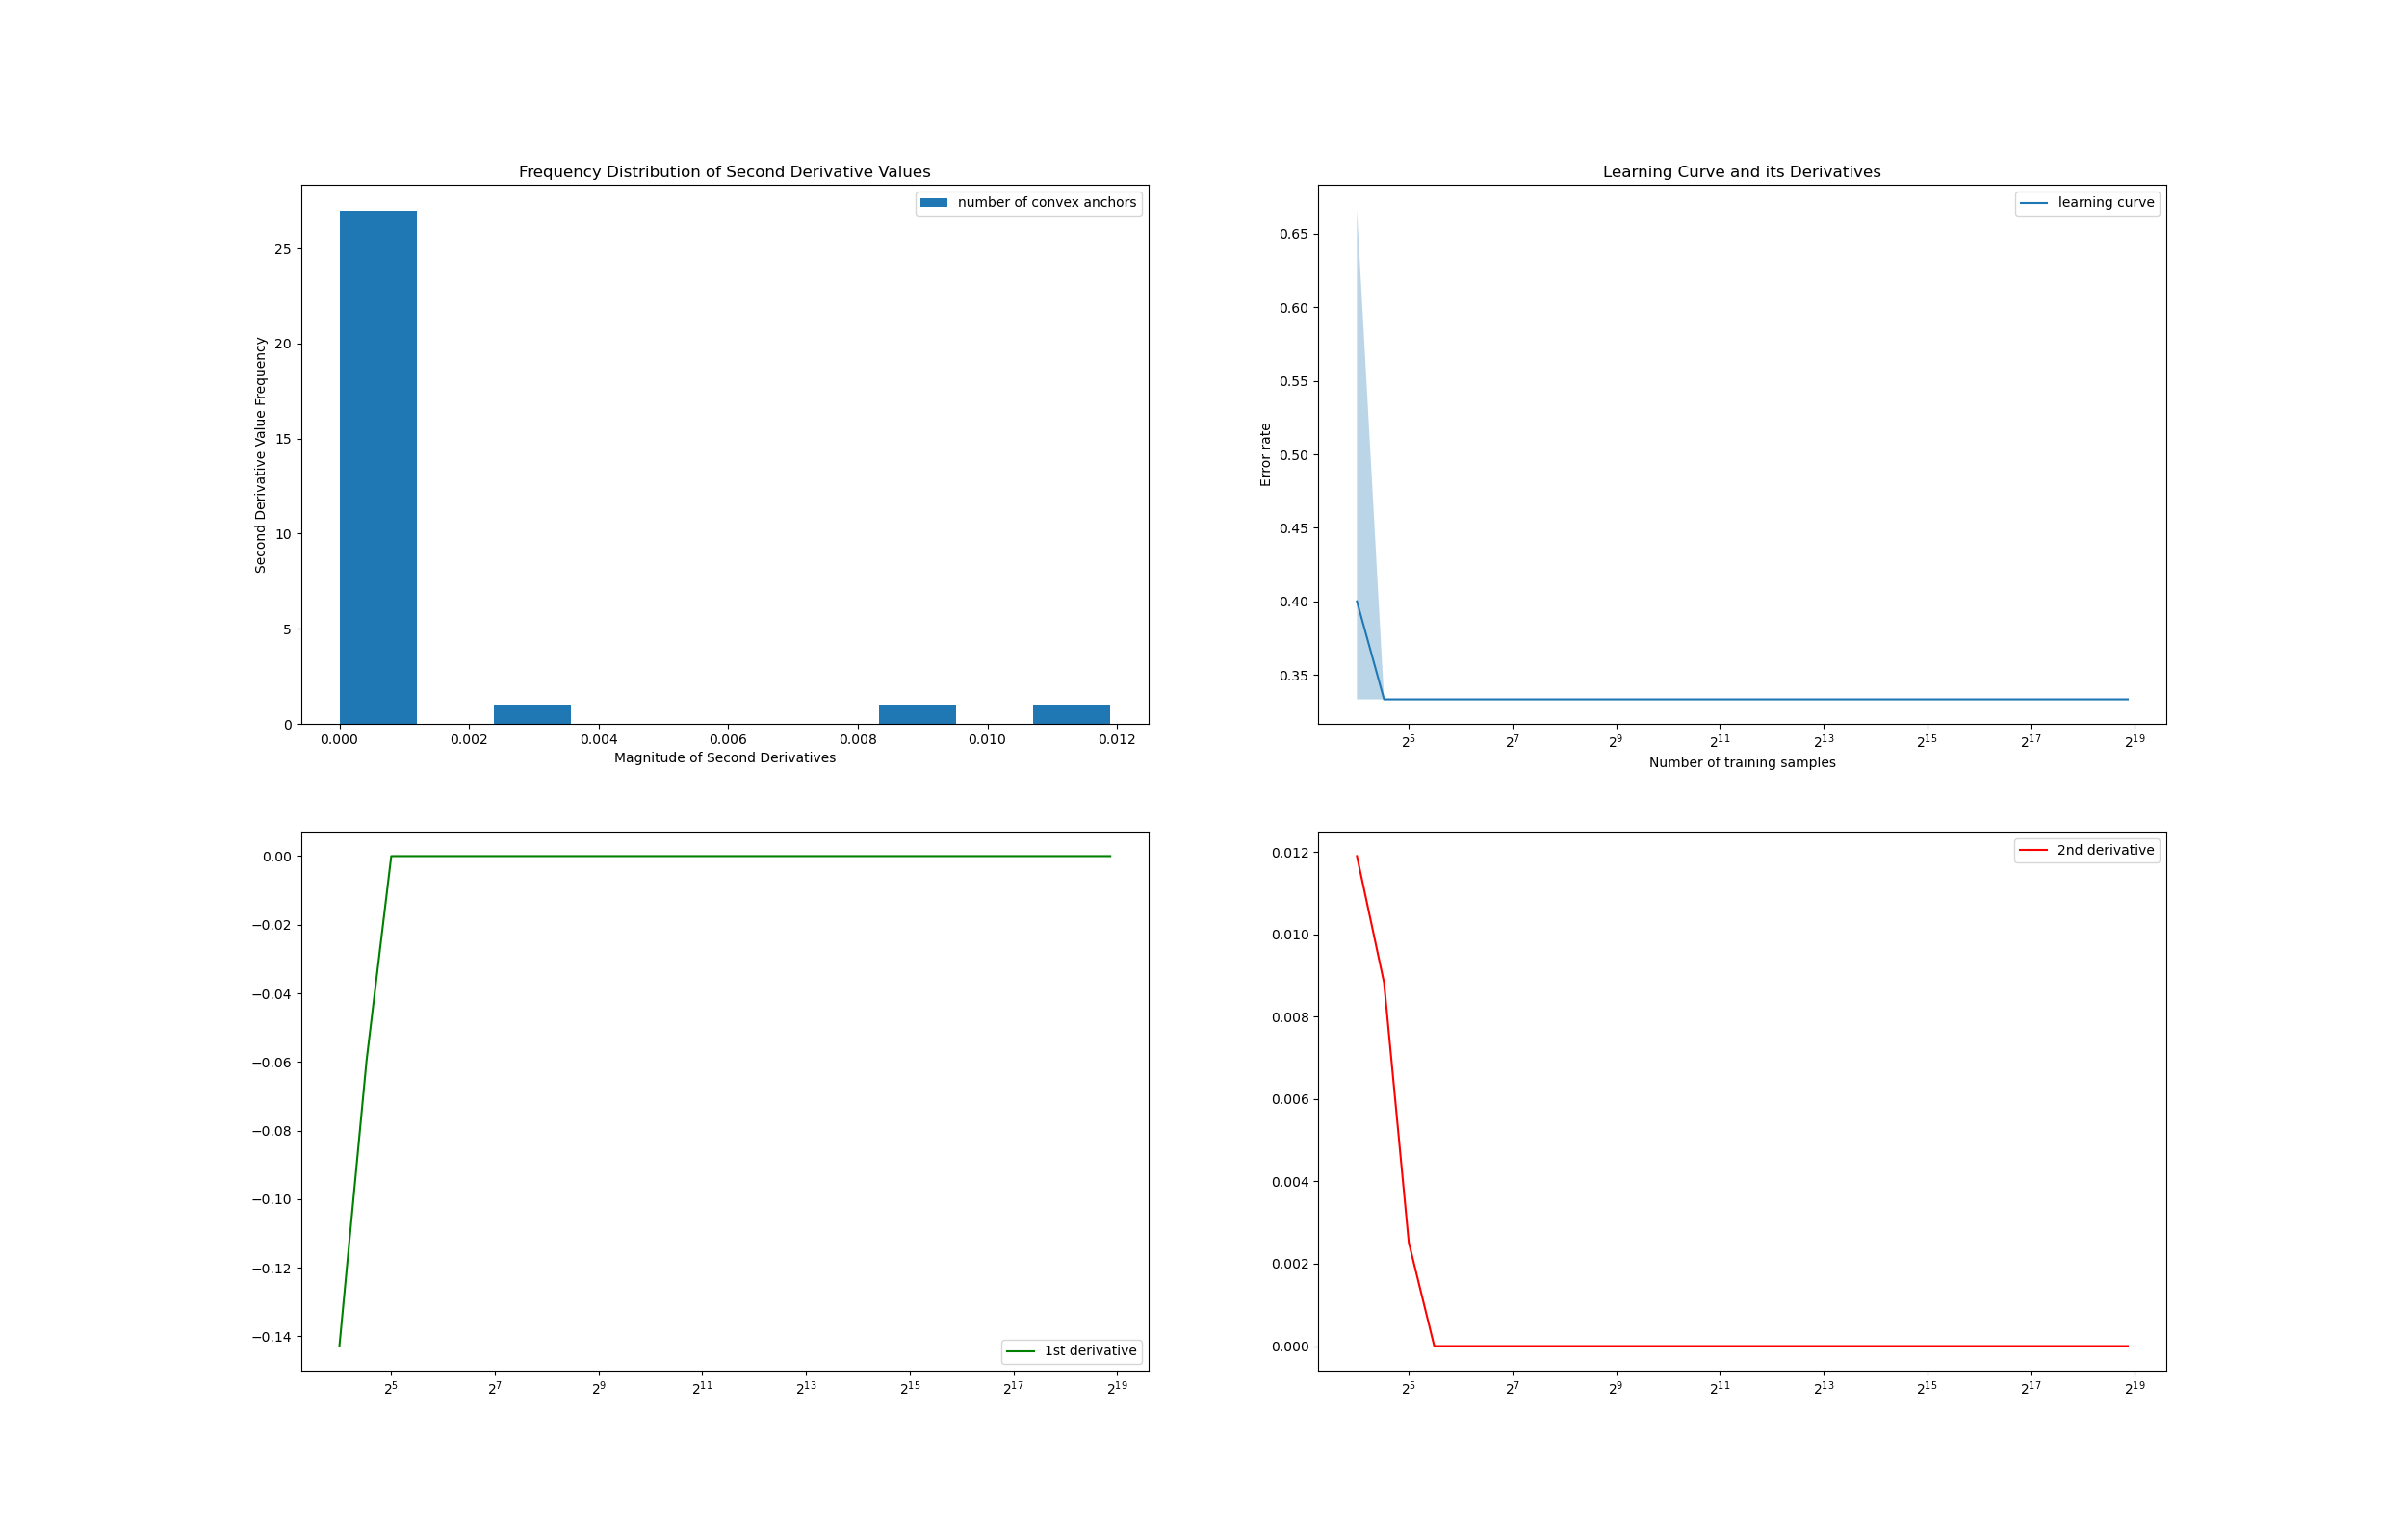 Frequency Distribution of Second Derivative Values
number of convex anchors
Second Derivative Value Frequency
25
20
15
10
5
0
0.000 0.002 0.004 0.006 0.008 0.010 0.012
Magnitude of Second Derivatives
Learning Curve and its Derivatives
learning curve
Error rate
0.65
0.60
0.55
0.50
0.45
0.40
0.35
2^5 2^7 2^9 2^11 2^13 2^15 2^17 2^19
Number of training samples
0.00
−0.02
−0.04
−0.06
−0.08
−0.10
−0.12
−0.14
1st derivative
2^5 2^7 2^9 2^11 2^13 2^15 2^17 2^19
2nd derivative
0.012
0.010
0.008
0.006
0.004
0.002
0.000
2^5 2^7 2^9 2^11 2^13 2^15 2^17 2^19